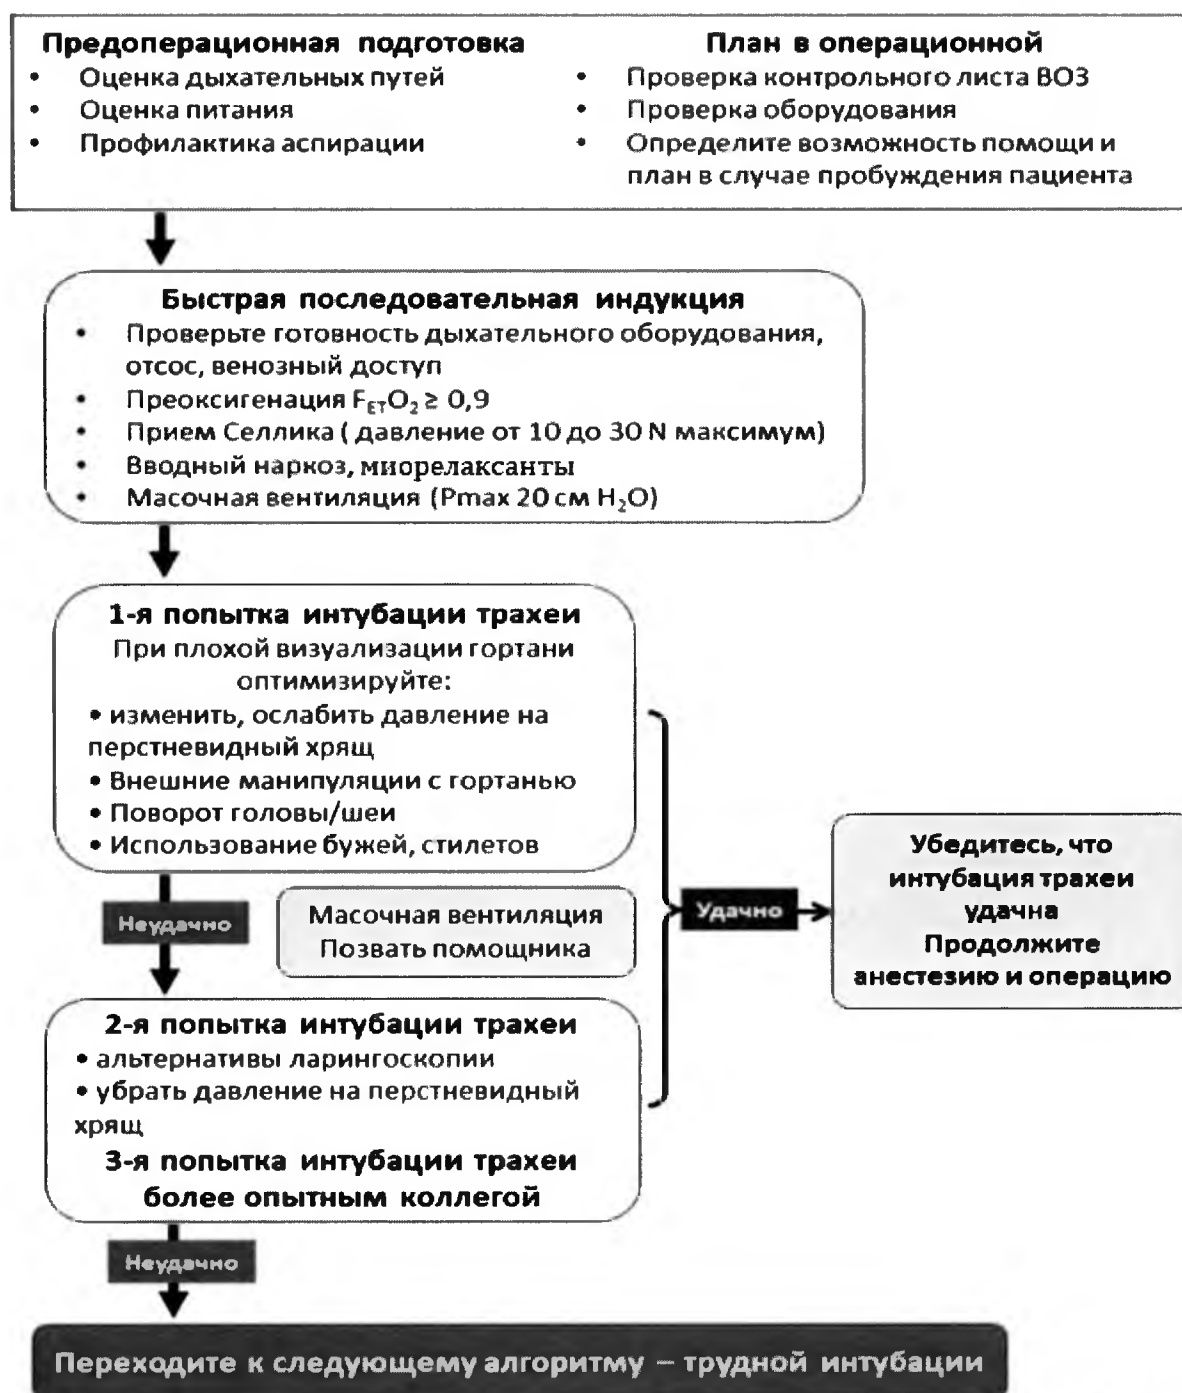 Предоперационная подготовка
• Оценка дыхательных путей
• Оценка питания
• Профилактика аспирации
План в операционной
• Проверка контрольного листа ВОЗ
• Проверка оборудования
• Определите возможность помощи и
план в случае пробуждения пациента
Быстрая последовательная индукция
• Проверьте готовность дыхательного оборудования,
отсос, венозный доступ
• Преоксигенация FETO2 ≥ 0,9
• Прием Селлика ( давление от 10 до 30 N максимум)
• Вводный наркоз, миорелаксанты
• Масочная вентиляция (Pmax 20 см H2O)
1-я попытка интубации трахеи
При плохой визуализации гортани
оптимизируйте:
• изменить, ослабить давление на
перстневидный хрящ
• Внешние манипуляции с гортанью
• Поворот головы/шеи
• Использование бужей, стилетов
Неудачно
Масочная вентиляция
Позвать помощника
Удачно
Убедитесь, что
интубация трахеи
удачна
Продолжите
анестезию и операцию
2-я попытка интубации трахеи
• альтернативы ларингоскопии
• убрать давление на перстневидный
хрящ
3-я попытка интубации трахеи
более опытным коллегой
Неудачно
Переходите к следующему алгоритму – трудной интубации